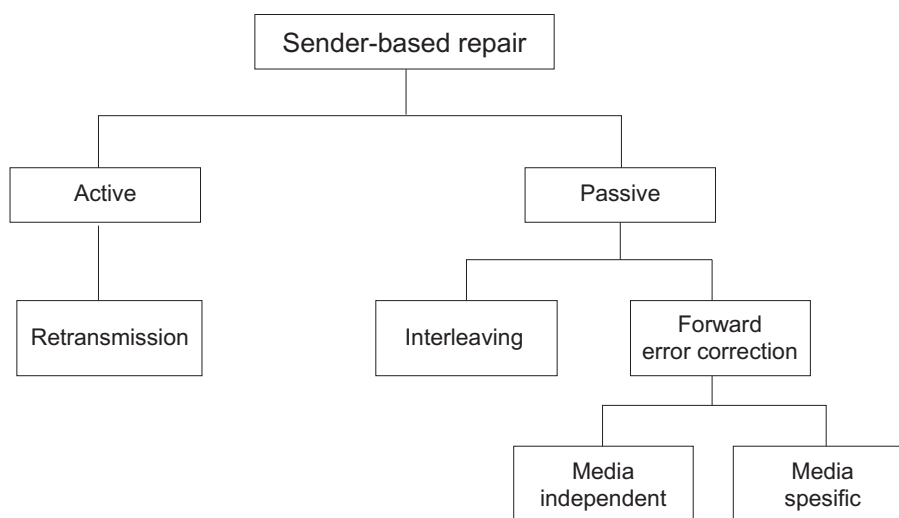 Sender-based repair
Active
Passive
Retransmission
Interleaving
Forward
error correction
Media
independent
Media
spesific